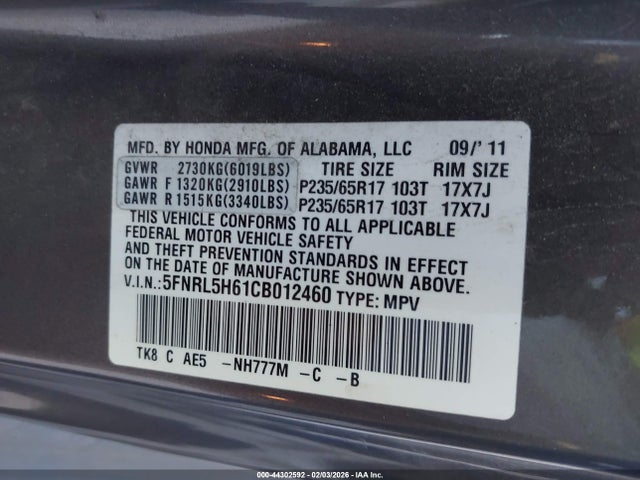 MFD. BY HONDA MFG. OF ALABAMA, LLC 09/' 11
GVWR 2730KG(6019LBS) TIRE SIZE RIM SIZE
GAWR F 1320KG(2910LBS) P235/65R17 103T 17X7J
GAWR R 1515KG(3340LBS) P235/65R17 103T 17X7J
THIS VEHICLE CONFORMS TO ALL APPLICABLE
FEDERAL MOTOR VEHICLE SAFETY
AND THEFT PREVENTION STANDARDS IN EFFECT
ON THE DATE OF MANUFACTURE SHOWN ABOVE.
V.I.N.:5FNRL5H61CB012460 TYPE: MPV
TK8 C AE5 -NH777M -C -B
000-44302592 - 02/03/2026 - IAA Inc.